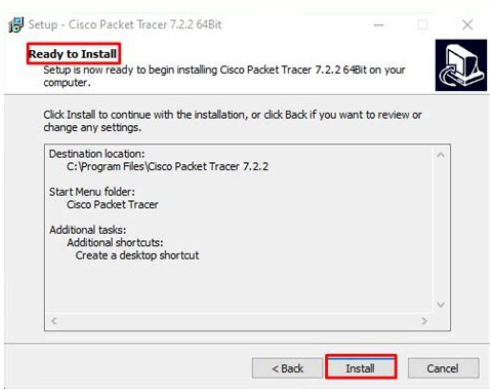 Setup - Cisco Packet Tracer 7.2.2 64Bit
Ready to Install
Setup is now ready to begin installing Cisco Packet Tracer 7.2.2 64Bit on your
computer.
Click Install to continue with the installation, or click Back if you want to review or
change any settings.
Destination location:
C:\Program Files\Cisco Packet Tracer 7.2.2
Start Menu folder:
Cisco Packet Tracer
Additional tasks:
Additional shortcuts:
Create a desktop shortcut
< Back Install Cancel